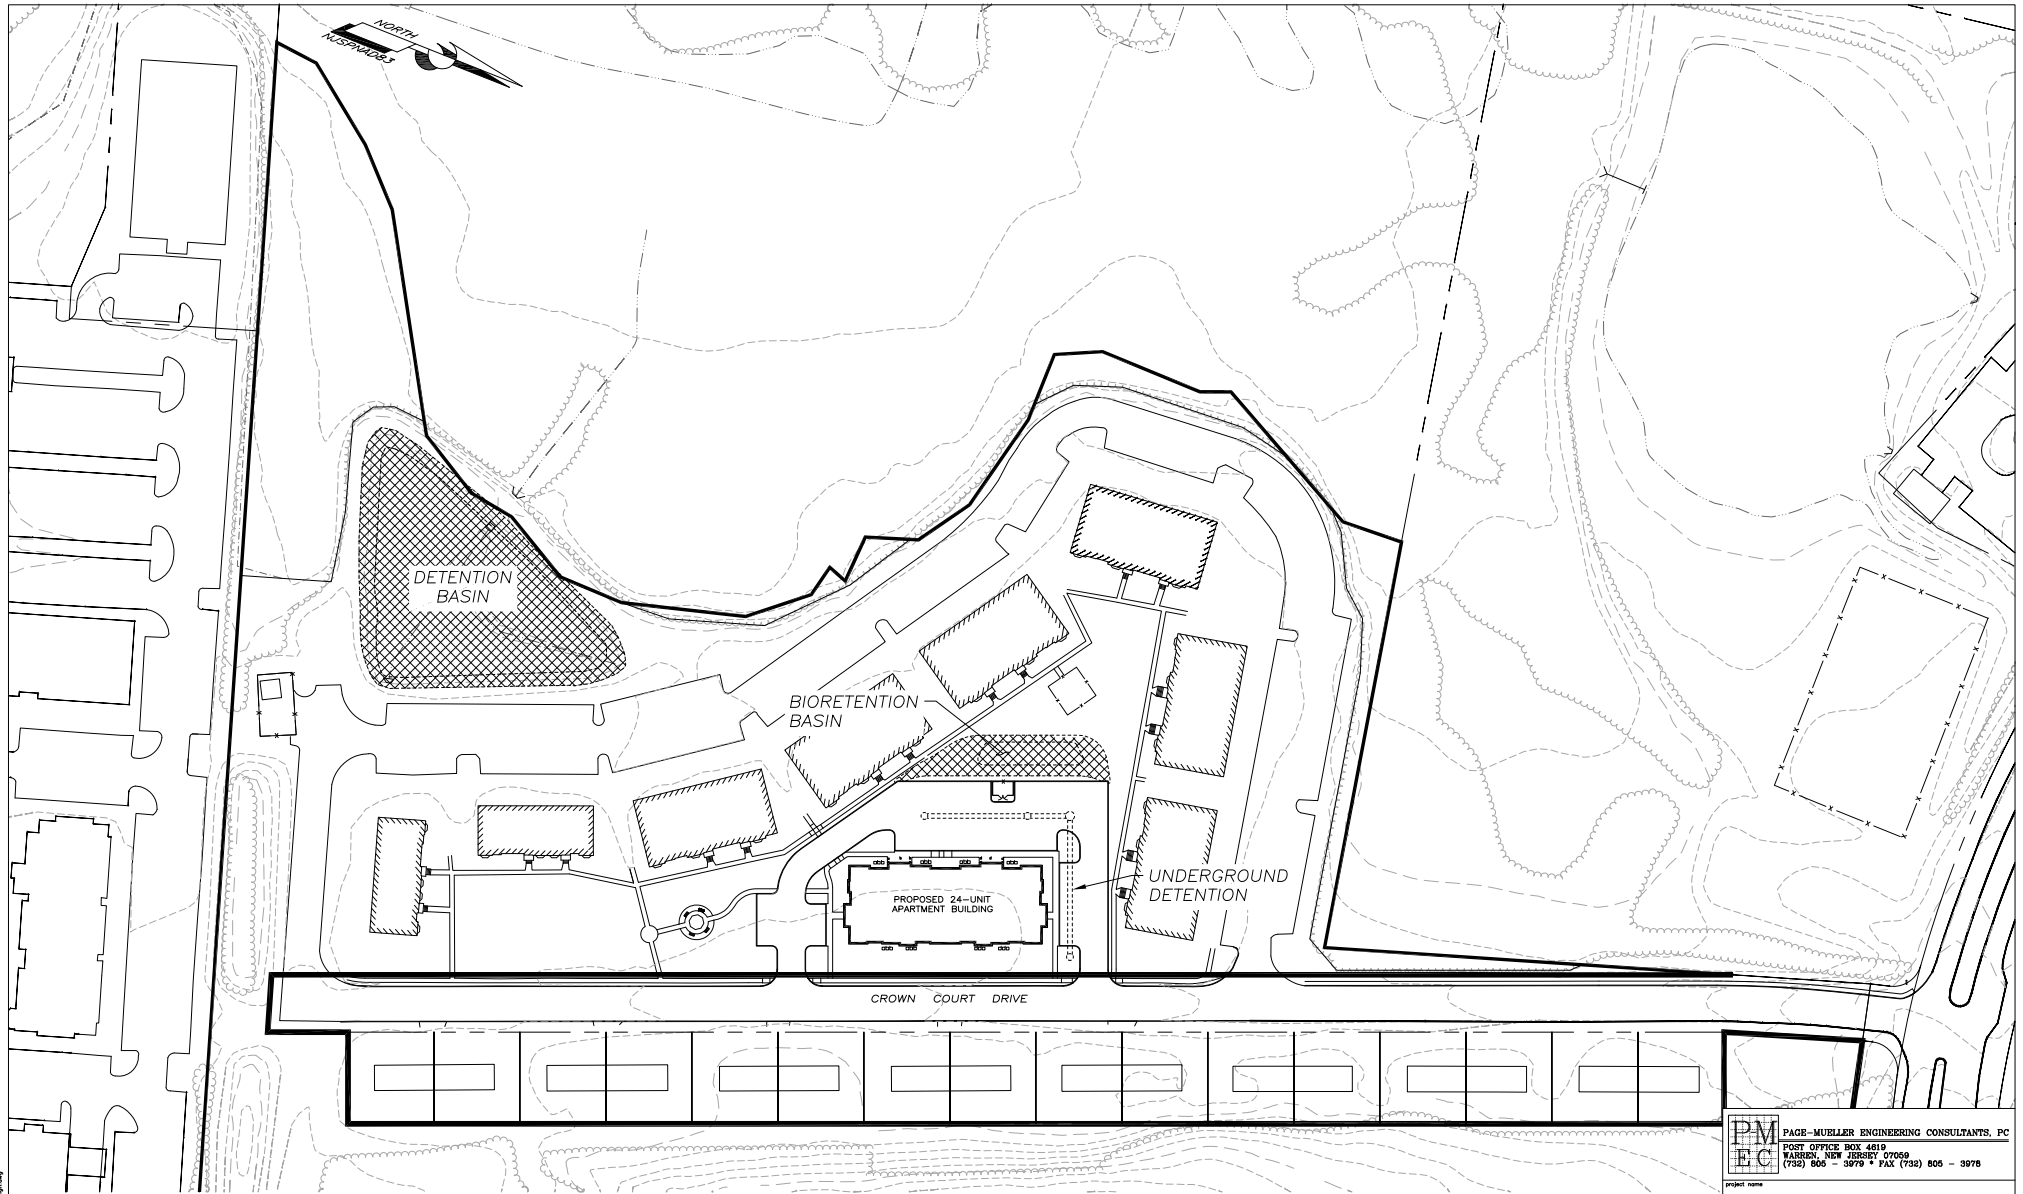 NORTH
NJSPNAD83
DETENTION
BASIN
BIORETENTION
BASIN
UNDERGROUND
DETENTION
PROPOSED 24-UNIT
APARTMENT BUILDING
CROWN COURT DRIVE
PM
EC
PAGE-MUELLER ENGINEERING CONSULTANTS, PC
POST OFFICE BOX 4619
WARREN, NEW JERSEY 07059
(732) 805 - 3979 * FAX (732) 805 - 3978
project name